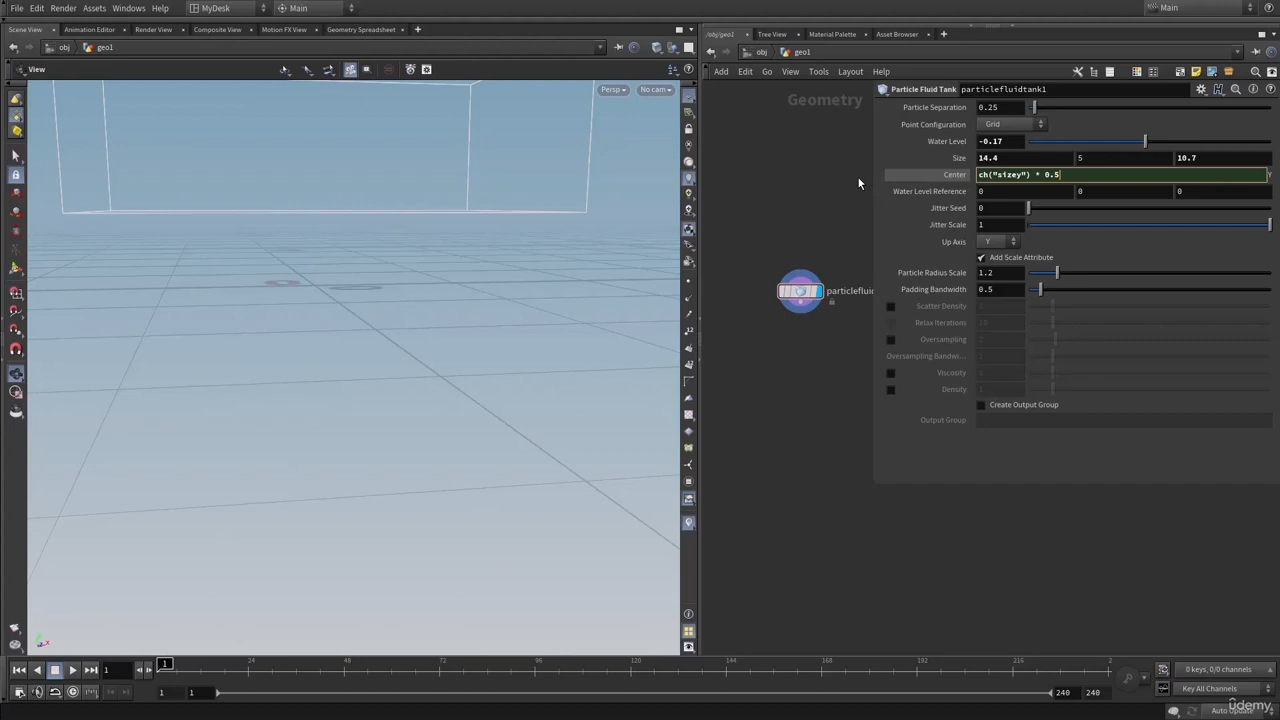 File Edit Render Assets Windows Help MyDesk Main Main
Scene View Animation Editor Render View Composite View Motion FX View Geometry Spreadsheet
obj geo1
View
Persp No cam
/obj/geo1 Tree View Material Palette Asset Browser
obj geo1
Add Edit Go View Tools Layout Help
Geometry
particlefluid
Particle Fluid Tank particlefluidtank1
Particle Separation 0.25
Point Configuration Grid
Water Level -0.17
Size 14.4 5 10.7
Center ch("sizey") * 0.5 Y
Water Level Reference 0 0 0
Jitter Seed 0
Jitter Scale 1
Up Axis Y
Add Scale Attribute
Particle Radius Scale 1.2
Padding Bandwidth 0.5
Scatter Density
Relax Iterations
Oversampling
Oversampling Bandwi...
Viscosity
Density
Create Output Group
Output Group
1 1 24 48 72 96 120 144 168 192 216 2
1 1 240 240
0 keys, 0/0 channels
Key All Channels
Auto Update
ûdemy